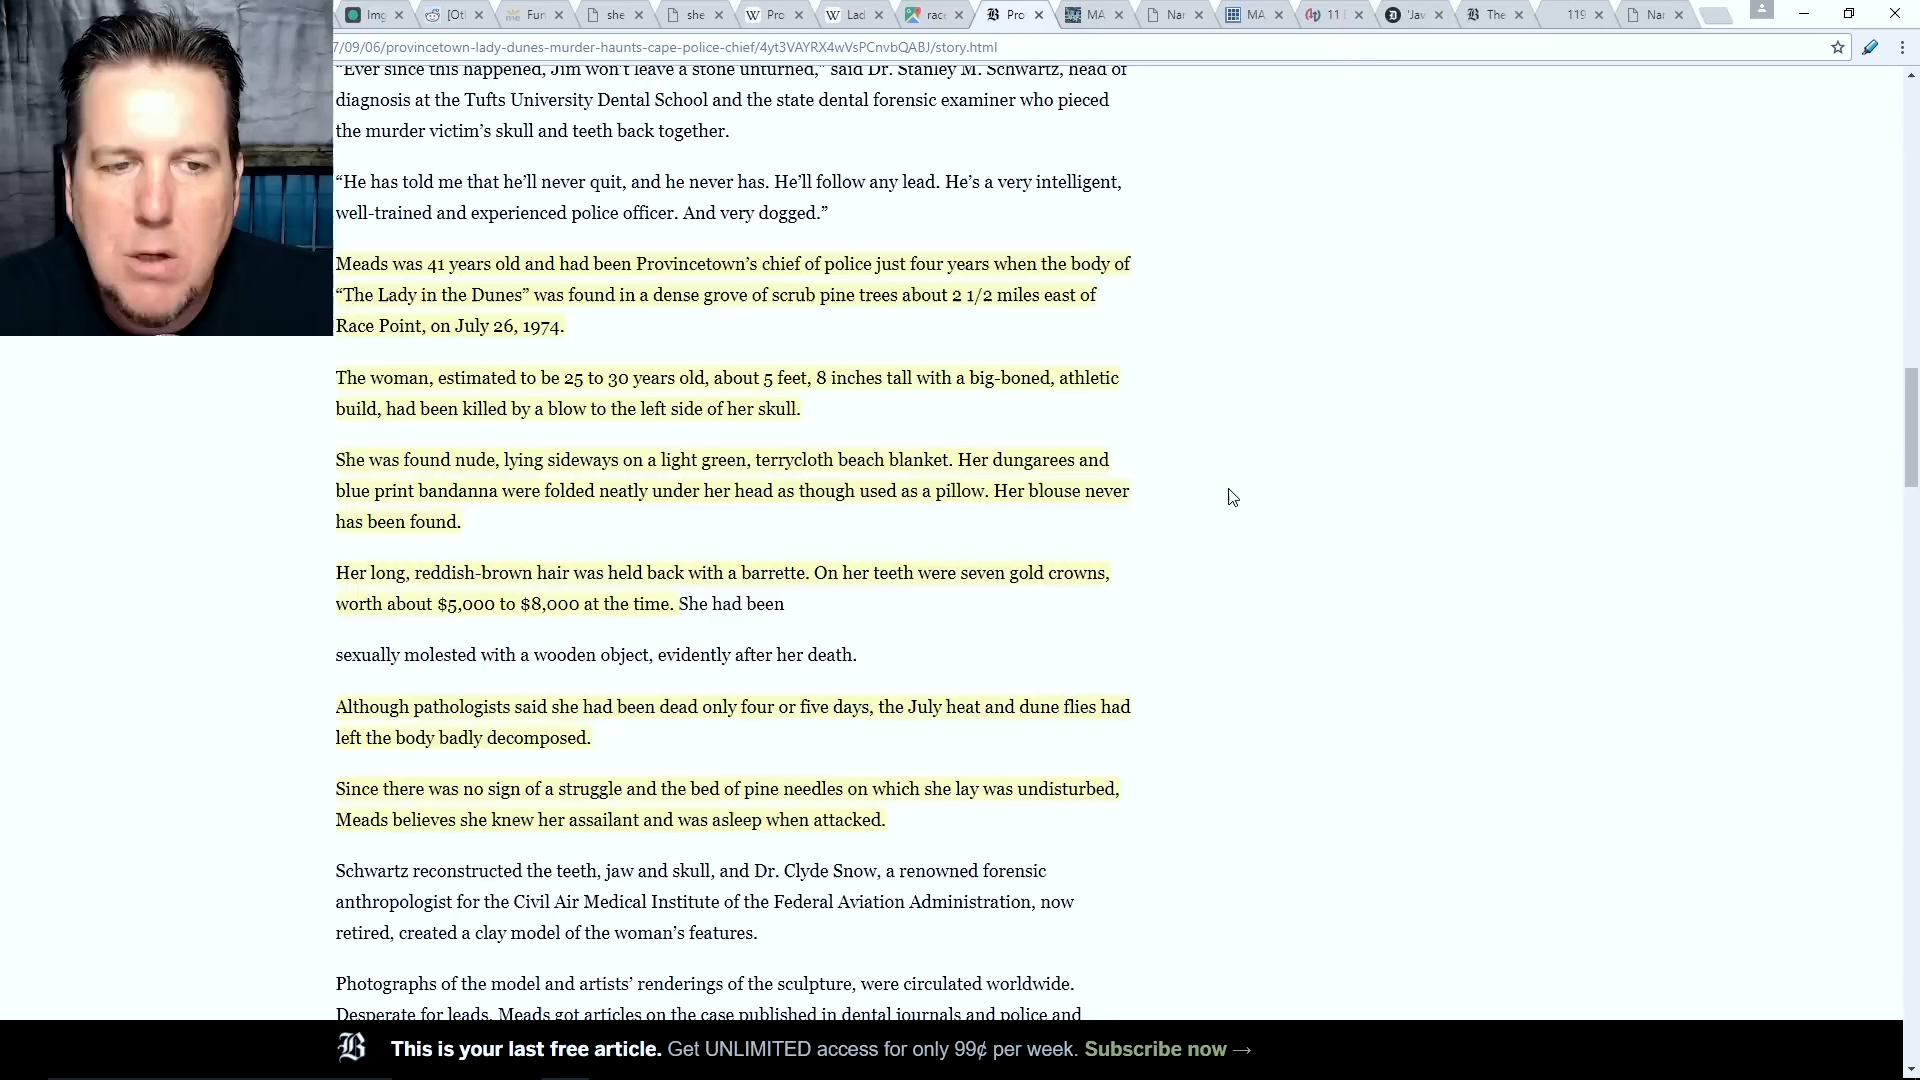 Img
[Ot
Fur
she
she
Pro
Lad
race
Pro
MA
Nar
MA
11
'Jav
The
119
Nar
7/09/06/provincetown-lady-dunes-murder-haunts-cape-police-chief/4yt3VAYRX4wVsPCnvbQABJ/story.html
“Ever since this happened, Jim won’t leave a stone unturned,” said Dr. Stanley M. Schwartz, head of
diagnosis at the Tufts University Dental School and the state dental forensic examiner who pieced
the murder victim’s skull and teeth back together.
“He has told me that he’ll never quit, and he never has. He’ll follow any lead. He’s a very intelligent,
well-trained and experienced police officer. And very dogged.”
Meads was 41 years old and had been Provincetown’s chief of police just four years when the body of
“The Lady in the Dunes” was found in a dense grove of scrub pine trees about 2 1/2 miles east of
Race Point, on July 26, 1974.
The woman, estimated to be 25 to 30 years old, about 5 feet, 8 inches tall with a big-boned, athletic
build, had been killed by a blow to the left side of her skull.
She was found nude, lying sideways on a light green, terrycloth beach blanket. Her dungarees and
blue print bandanna were folded neatly under her head as though used as a pillow. Her blouse never
has been found.
Her long, reddish-brown hair was held back with a barrette. On her teeth were seven gold crowns,
worth about $5,000 to $8,000 at the time. She had been
sexually molested with a wooden object, evidently after her death.
Although pathologists said she had been dead only four or five days, the July heat and dune flies had
left the body badly decomposed.
Since there was no sign of a struggle and the bed of pine needles on which she lay was undisturbed,
Meads believes she knew her assailant and was asleep when attacked.
Schwartz reconstructed the teeth, jaw and skull, and Dr. Clyde Snow, a renowned forensic
anthropologist for the Civil Air Medical Institute of the Federal Aviation Administration, now
retired, created a clay model of the woman’s features.
Photographs of the model and artists’ renderings of the sculpture, were circulated worldwide.
Desperate for leads, Meads got articles on the case published in dental journals and police and
B This is your last free article. Get UNLIMITED access for only 99¢ per week. Subscribe now →